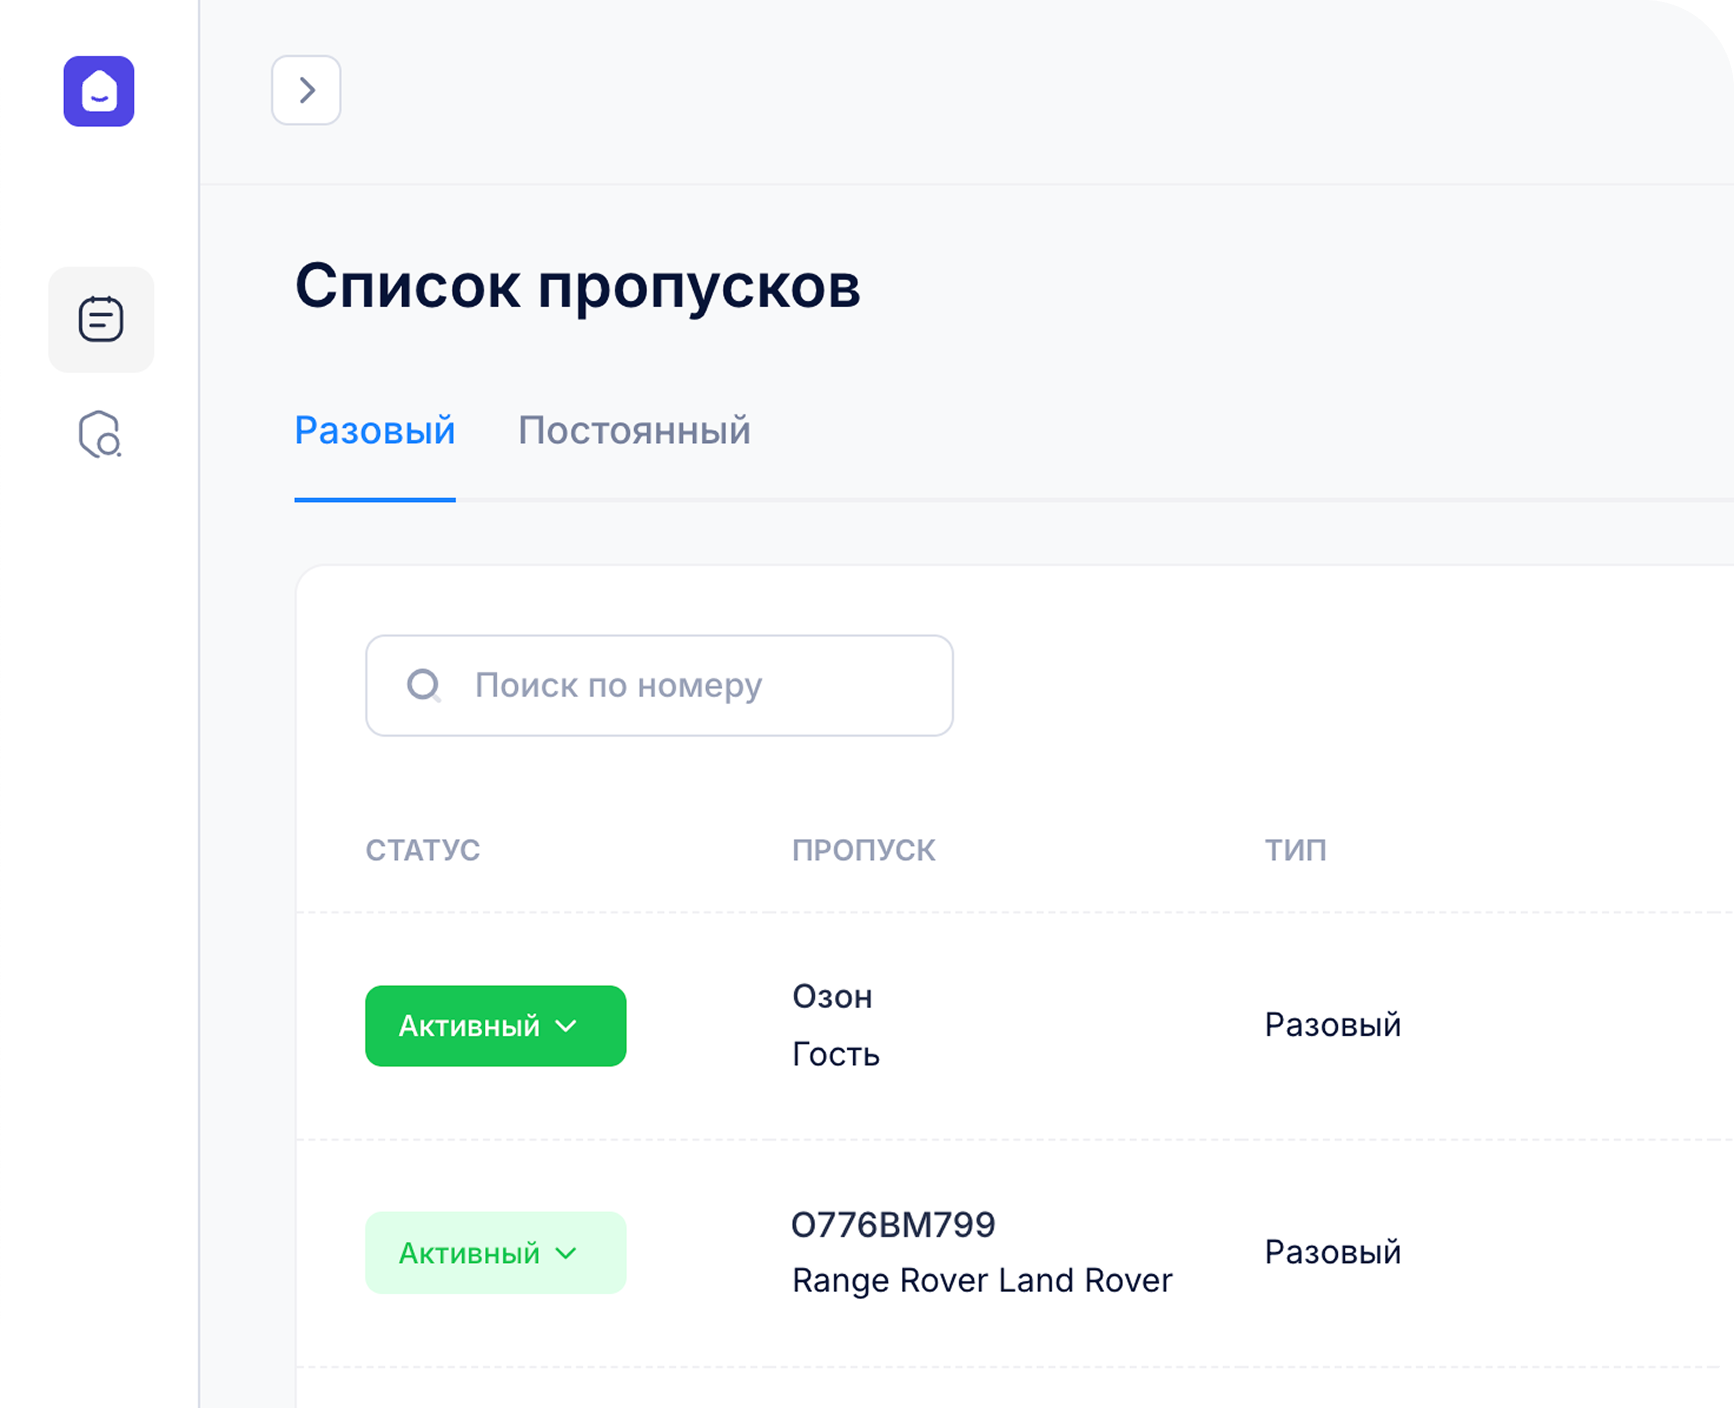 Список пропусков
Разовый Постоянный
Поиск по номеру
СТАТУС ПРОПУСК ТИП
Активный Озон Разовый
Гость
Активный О776ВМ799 Разовый
Range Rover Land Rover